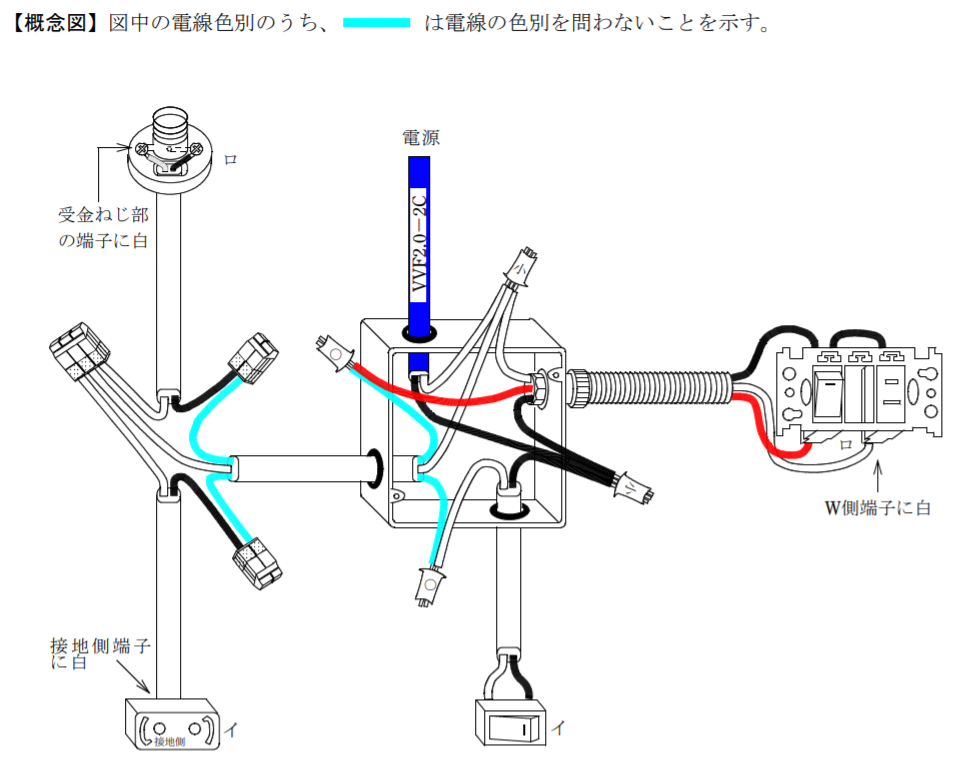 【概念図】図中の電線色別のうち、 は電線の色別を問わないことを示す。
電源
ロ
受金ねじ部
の端子に白
VVF2.0-2C
小
○
ロ
小
W側端子に白
○
接地側端子
に白
イ
接地側
イ